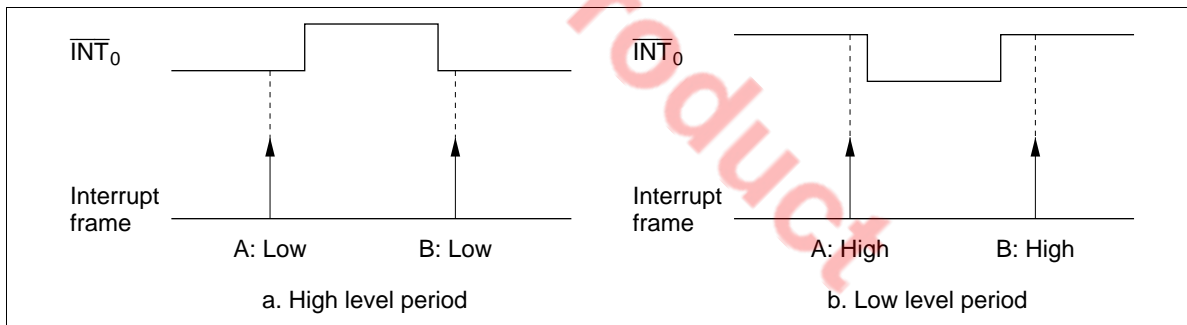 INT0
Interrupt
frame
A: Low
B: Low
a. High level period
INT0
Interrupt
frame
A: High
B: High
b. Low level period
roduct